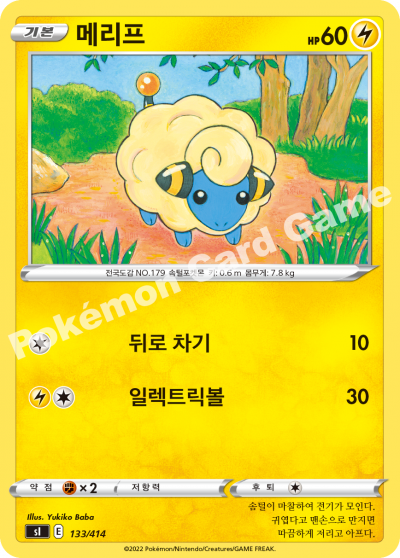 기본 메리프 HP 60
전국도감 NO.179 솜털포켓몬 키: 0.6 m 몸무게: 7.8 kg
Pokémon Card Game
뒤로 차기 10
일렉트릭볼 30
약점 ×2 저항력 후퇴
솜털이 마찰하여 전기가 모인다.
귀엽다고 맨손으로 만지면
따끔하게 저리고 아프다.
Illus. Yukiko Baba
sI E 133/414
©2022 Pokémon/Nintendo/Creatures/GAME FREAK.